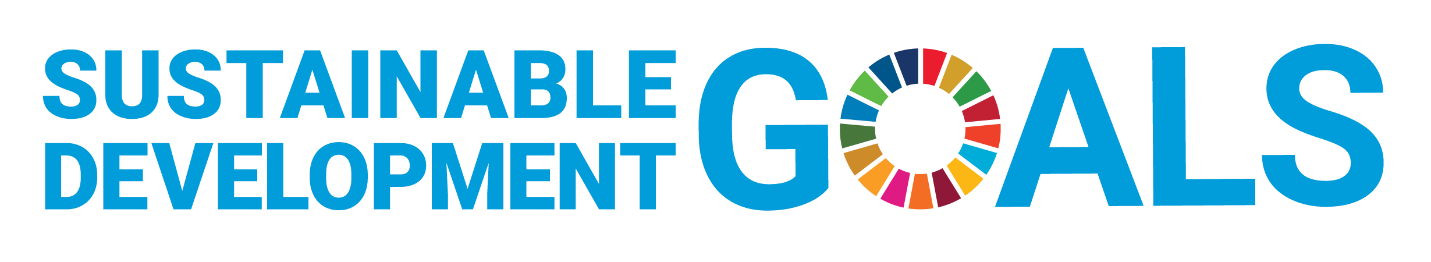 SUSTAINABLE
DEVELOPMENT
GOALS